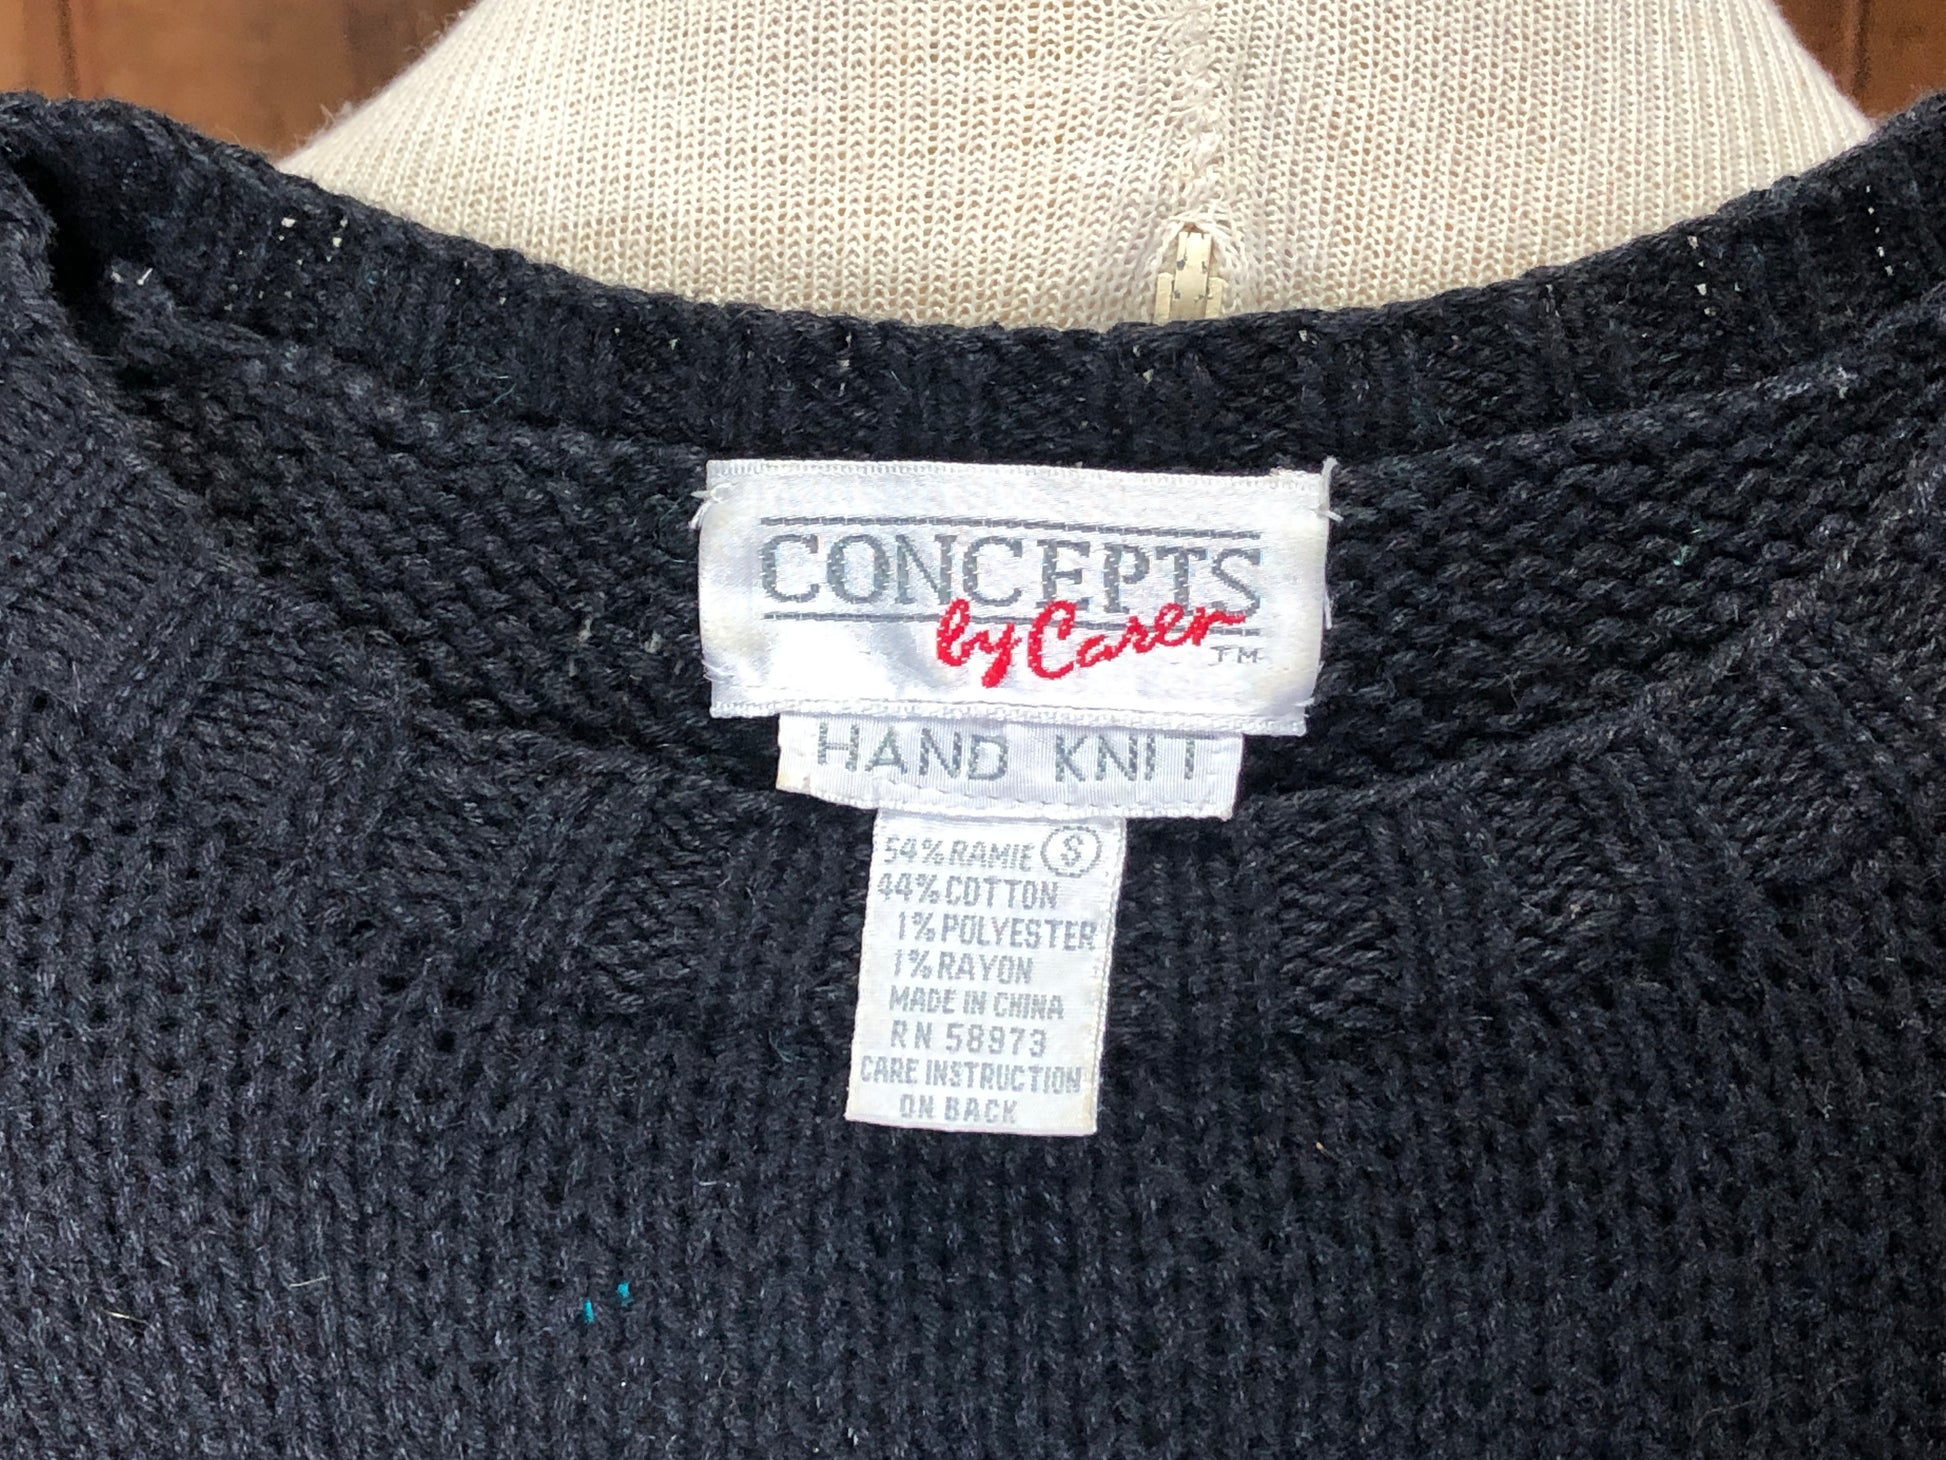 CONCEPTS
by Caren
TM
HAND KNIT
54% RAMIE S
44% COTTON
1% POLYESTER
1% RAYON
MADE IN CHINA
RN 58973
CARE INSTRUCTION
ON BACK